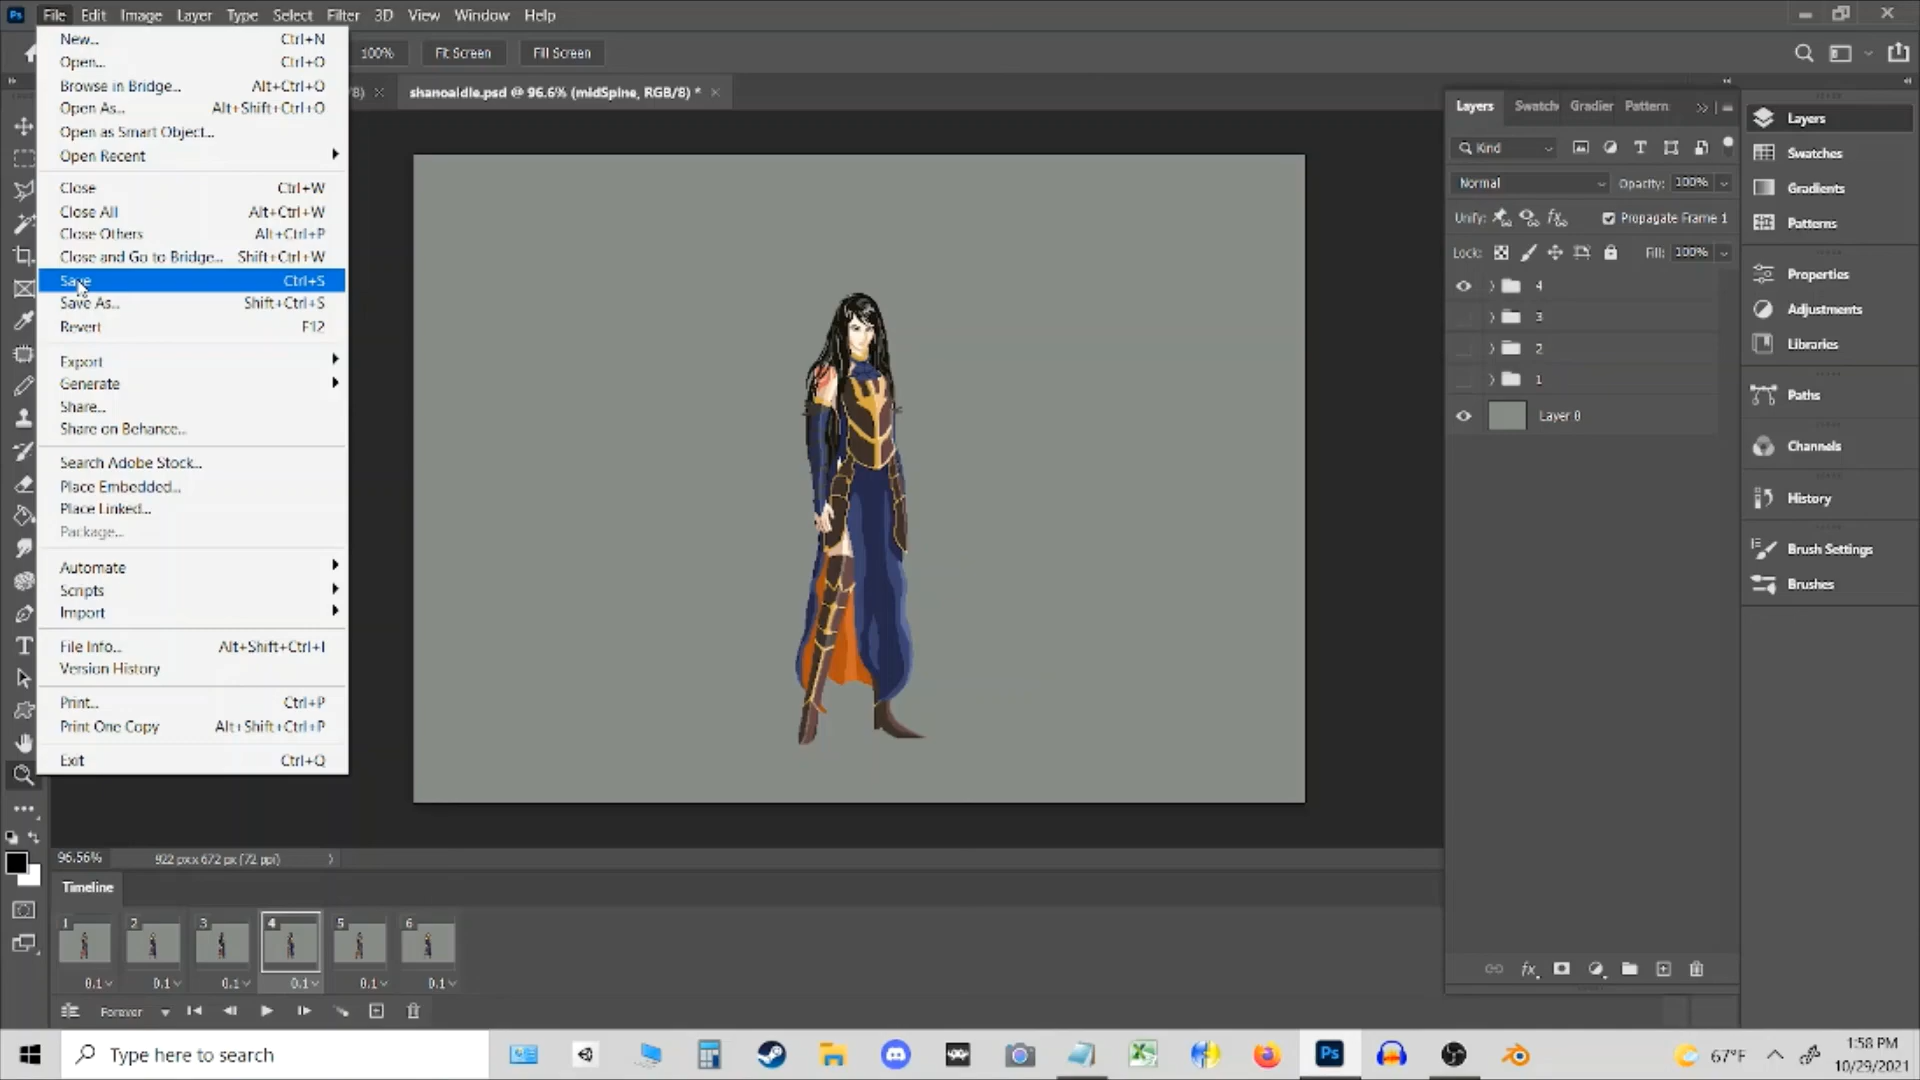 Ps File Edit Image Layer Type Select Filter 3D View Window Help
100% Fit Screen Fill Screen
8) × shanoaidle.psd @ 96.6% (midSpine, RGB/8) * ×
New... Ctrl+N
Open... Ctrl+O
Browse in Bridge... Alt+Ctrl+O
Open As... Alt+Shift+Ctrl+O
Open as Smart Object...
Open Recent
Close Ctrl+W
Close All Alt+Ctrl+W
Close Others Alt+Ctrl+P
Close and Go to Bridge... Shift+Ctrl+W
Save Ctrl+S
Save As... Shift+Ctrl+S
Revert F12
Export
Generate
Share...
Share on Behance...
Search Adobe Stock...
Place Embedded...
Place Linked...
Package...
Automate
Scripts
Import
File Info... Alt+Shift+Ctrl+I
Version History
Print... Ctrl+P
Print One Copy Alt+Shift+Ctrl+P
Exit Ctrl+Q
Layers Swatch Gradier Pattern
Kind
Normal Opacity: 100%
Unify: Propagate Frame 1
Lock: Fill: 100%
4
3
2
1
Layer 0
Layers
Swatches
Gradients
Patterns
Properties
Adjustments
Libraries
Paths
Channels
History
Brush Settings
Brushes
96.56% 922 px x 672 px (72 ppi)
Timeline
1 2 3 4 5 6
0.1 0.1 0.1 0.1 0.1 0.1
Forever
Type here to search
Ps
67°F
1:58 PM
10/29/2021